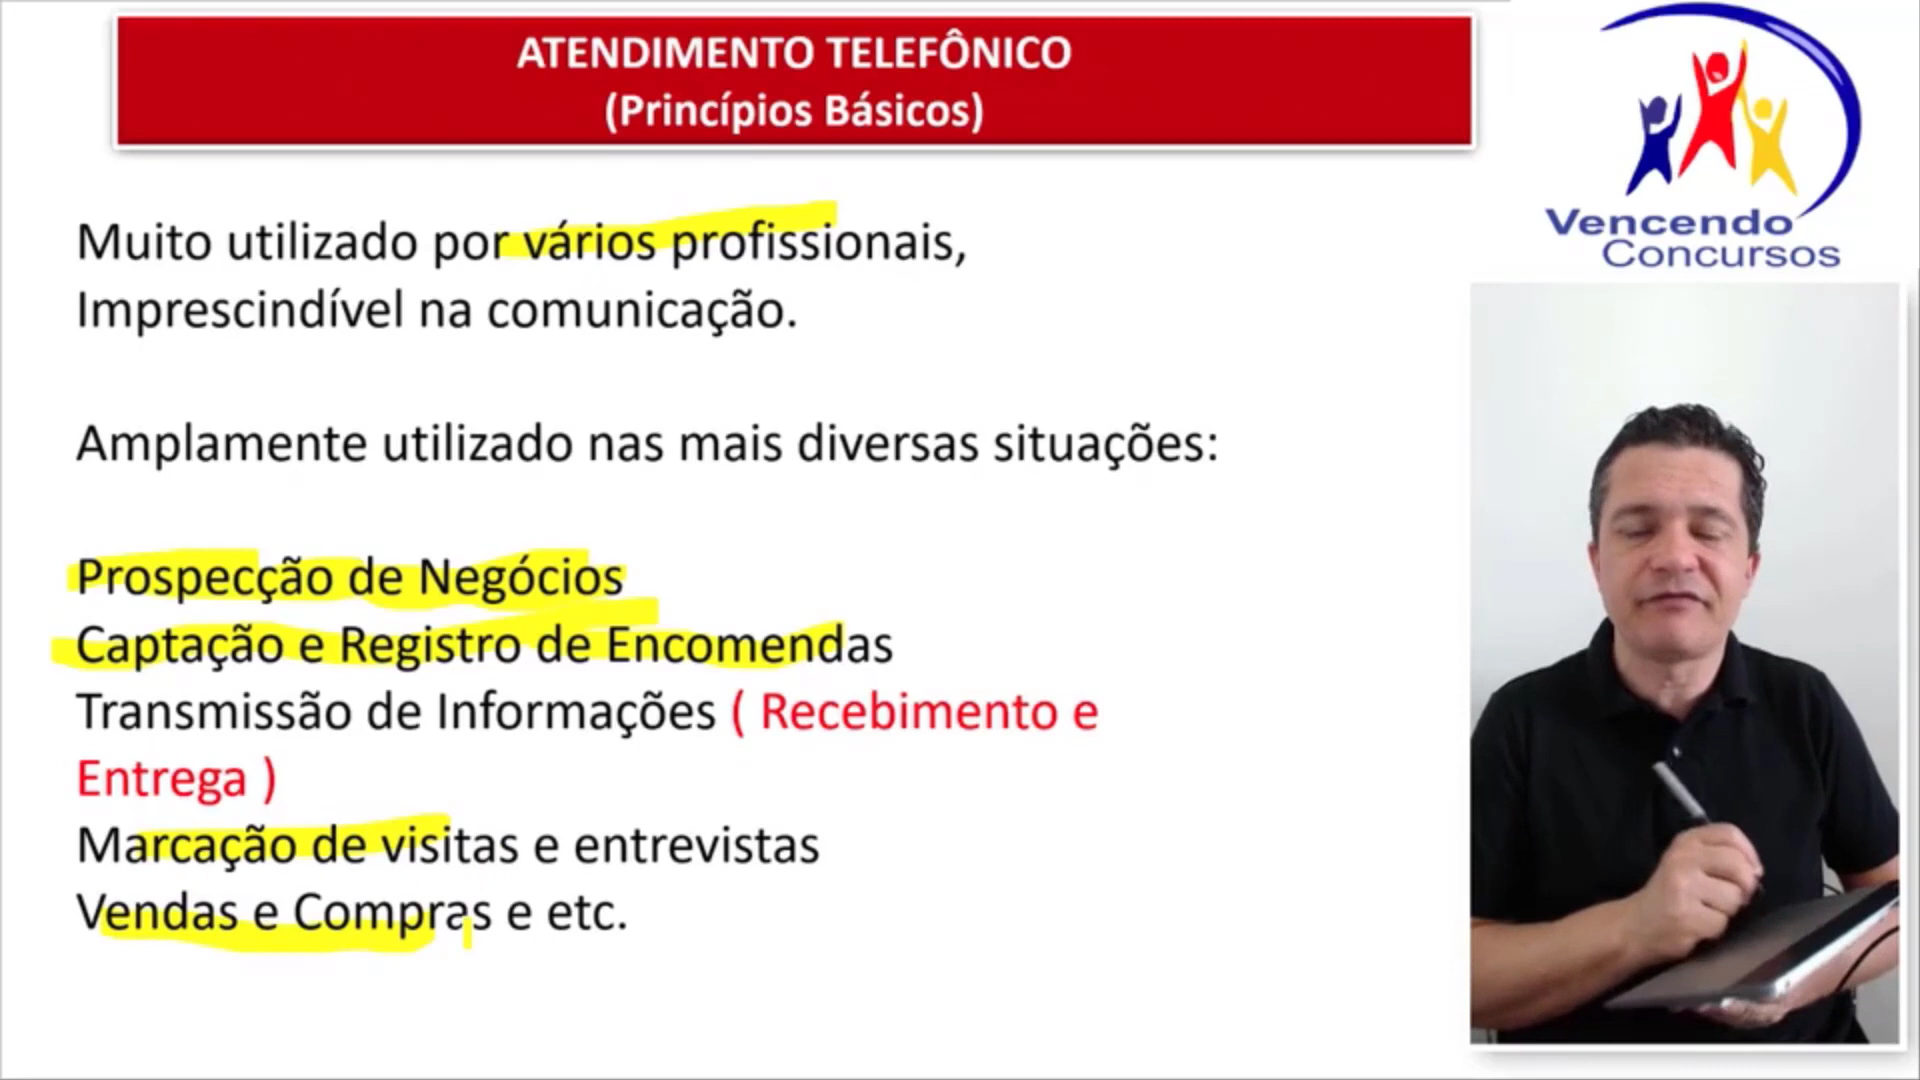 ATENDIMENTO TELEFÔNICO
(Princípios Básicos)
Vencendo
Concursos
Muito utilizado por vários profissionais,
Imprescindível na comunicação.
Amplamente utilizado nas mais diversas situações:
Prospecção de Negócios
Captação e Registro de Encomendas
Transmissão de Informações ( Recebimento e
Entrega )
Marcação de visitas e entrevistas
Vendas e Compras e etc.